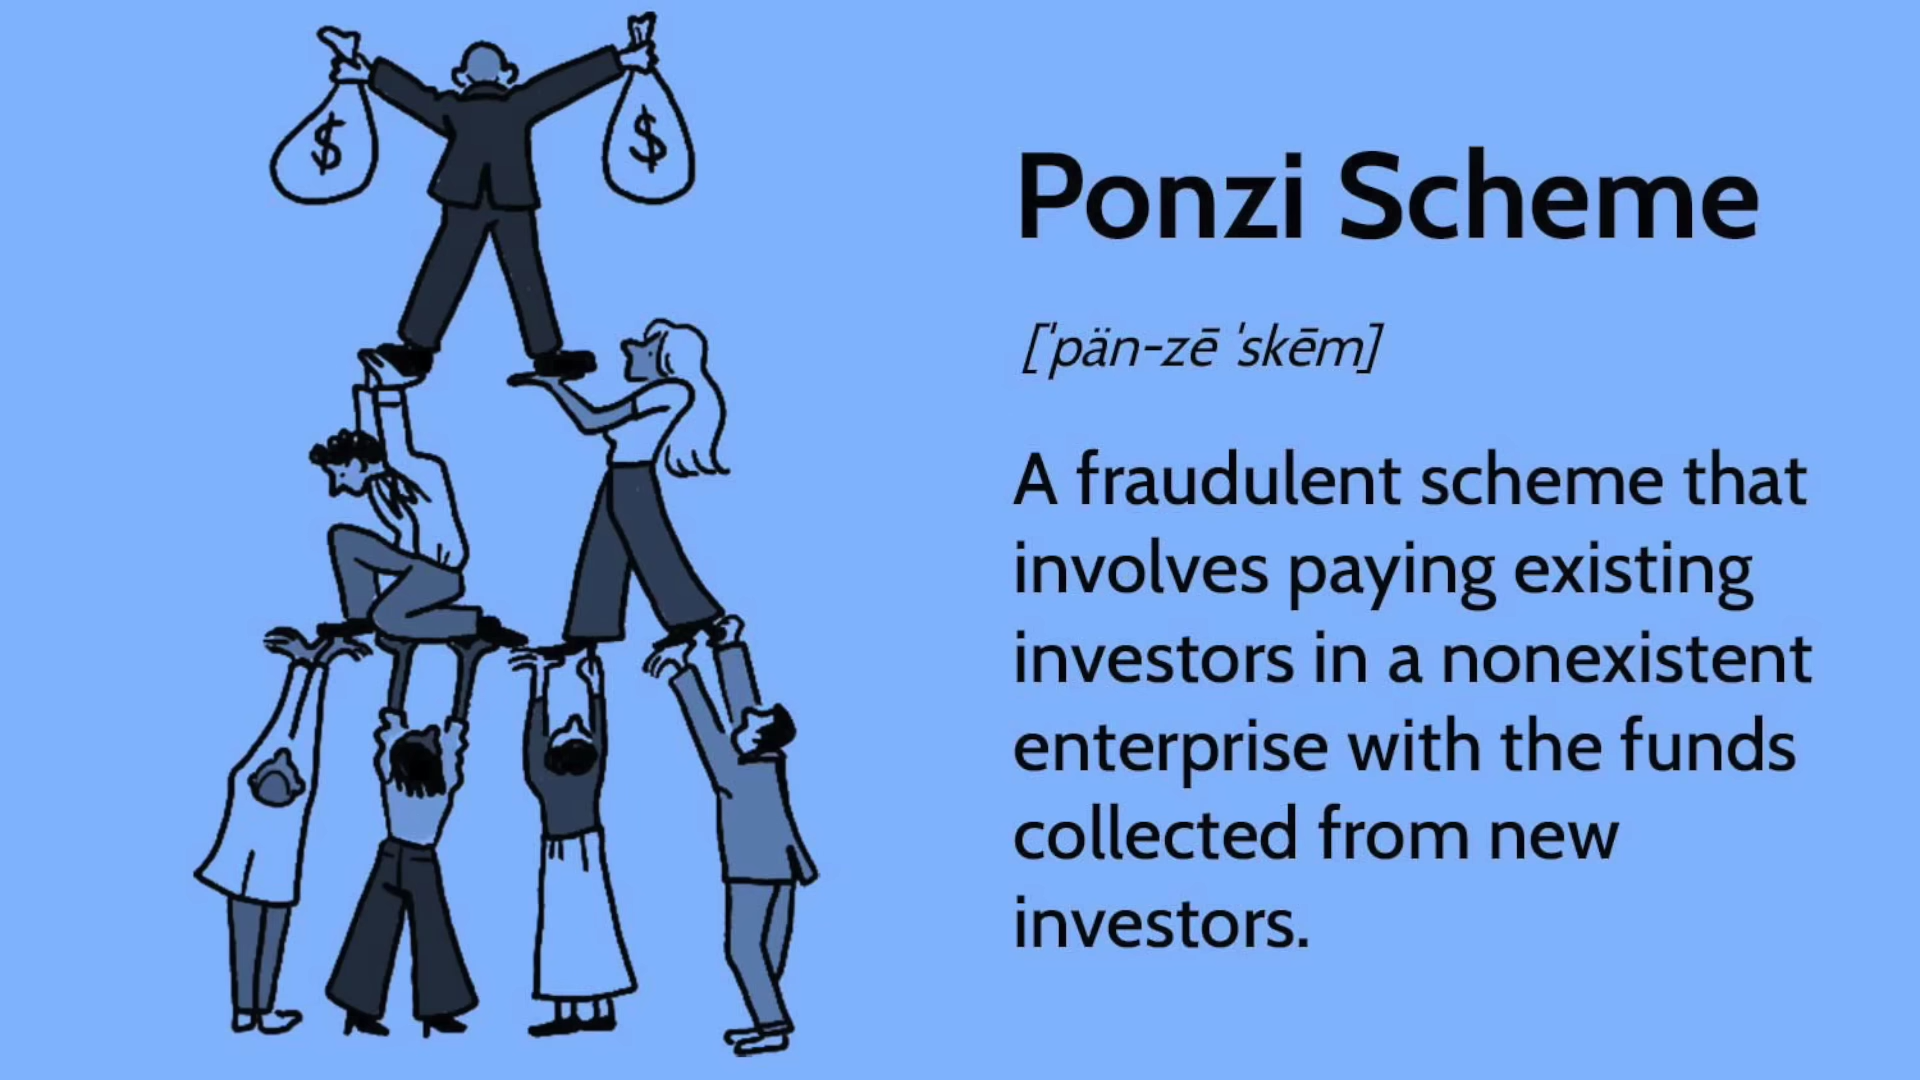 $ $
Ponzi Scheme
[ˈpän-zē ˈskēm]
A fraudulent scheme that
involves paying existing
investors in a nonexistent
enterprise with the funds
collected from new
investors.